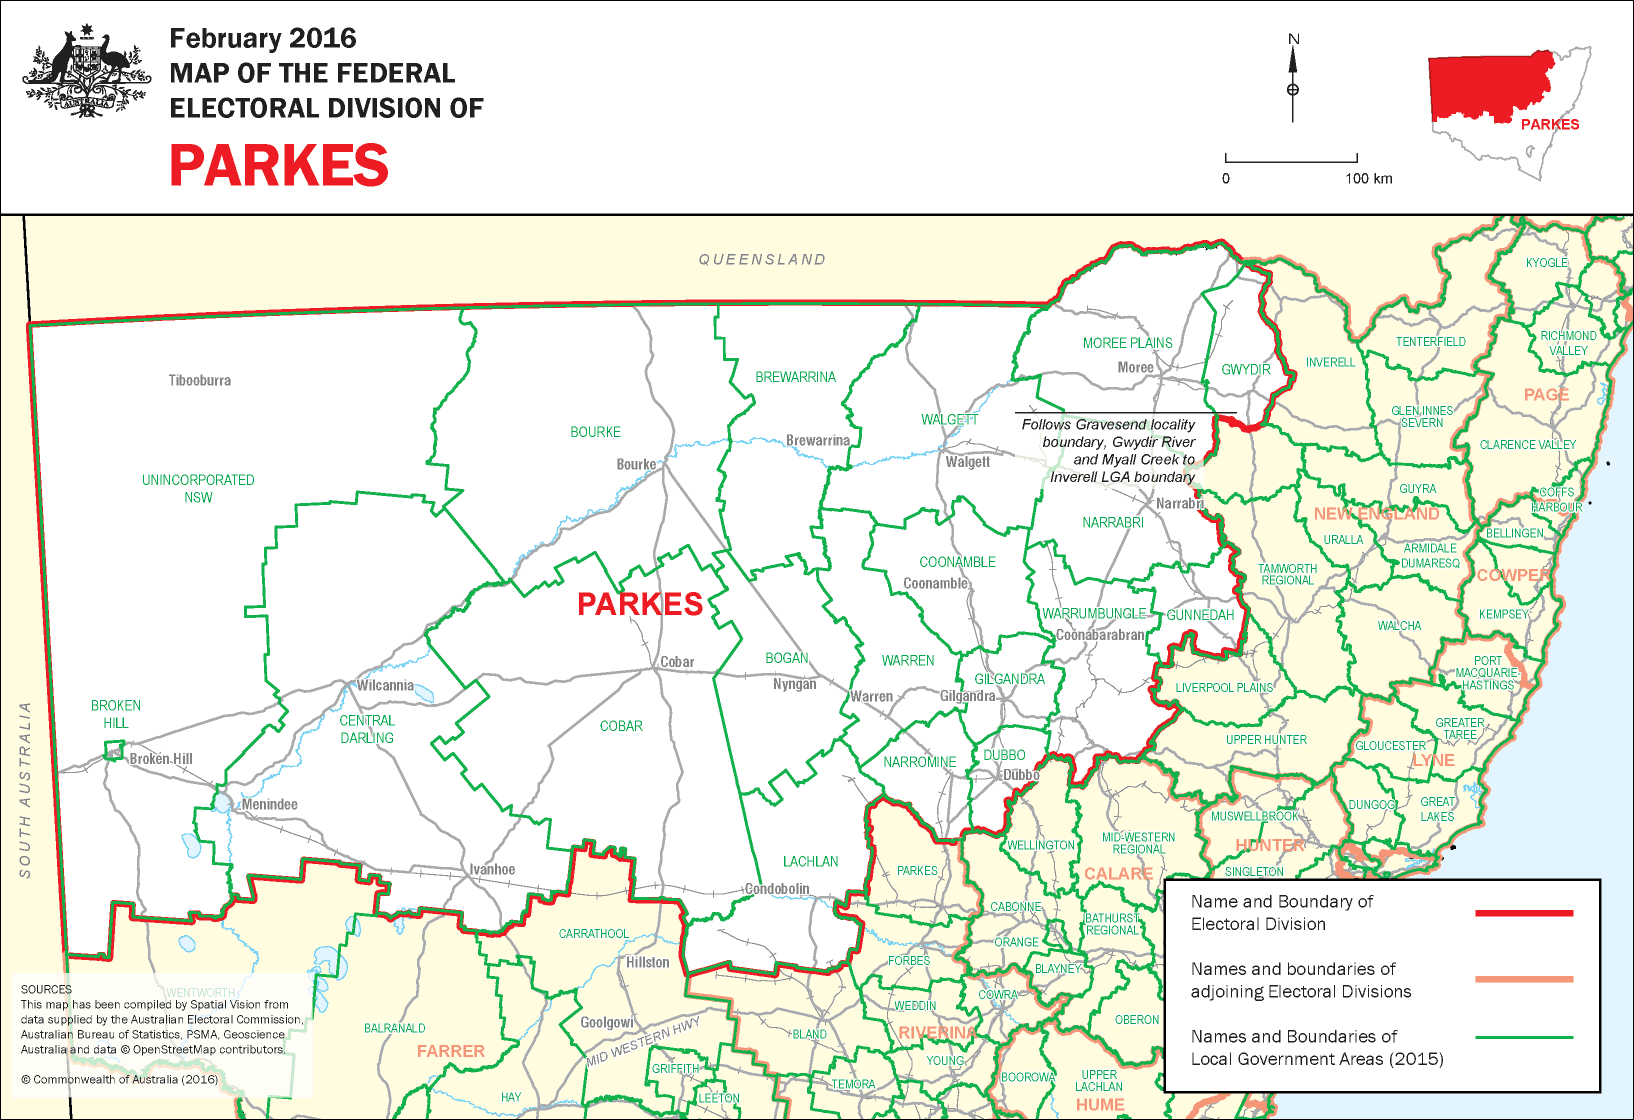 February 2016
MAP OF THE FEDERAL
ELECTORAL DIVISION OF
PARKES
AUSTRALIA
N
0 100 km
PARKES
QUEENSLAND
SOUTH AUSTRALIA
KYOGLE
RICHMOND
VALLEY
TENTERFIELD
INVERELL
MOREE PLAINS
Moree
GWYDIR
BREWARRINA
Tibooburra
PAGE
GLEN INNES
SEVERN
WALGETT
Follows Gravesend locality
boundary, Gwydir River
and Myall Creek to
Inverell LGA boundary
BOURKE
Brewarrina
CLARENCE VALLEY
Bourke
Walgett
UNINCORPORATED
NSW
GUYRA
COFFS
HARBOUR
Narrabri
NARRABRI
NEW ENGLAND
BELLINGEN
URALLA
ARMIDALE
DUMARESQ
COONAMBLE
Coonamble
TAMWORTH
REGIONAL
COWPER
PARKES
WARRUMBUNGLE
GUNNEDAH
KEMPSEY
WALCHA
Coonabarabran
Cobar
BOGAN
WARREN
PORT
MACQUARIE-
HASTINGS
Nyngan
GILGANDRA
Gilgandra
LIVERPOOL PLAINS
Wilcannia
Warren
BROKEN
HILL
CENTRAL
DARLING
COBAR
GREATER
TAREE
UPPER HUNTER
GLOUCESTER
LYNE
Broken Hill
NARROMINE
DUBBO
Dubbo
Menindee
DUNGOG
GREAT
LAKES
MUSWELLBROOK
MID-WESTERN
REGIONAL
WELLINGTON
HUNTER
LACHLAN
Ivanhoe
PARKES
CALARE
SINGLETON
Condobolin
CABONNE
BATHURST
REGIONAL
CARRATHOOL
ORANGE
Hillston
FORBES
BLAYNEY
WENTWORTH
COWRA
WEDDIN
OBERON
BALRANALD
Goolgowi
MID WESTERN HWY
BLAND
RIVERINA
FARRER
YOUNG
GRIFFITH
BOOROWA
UPPER
LACHLAN
HUME
TEMORA
HAY
LEETON
SOURCES
This map has been compiled by Spatial Vision from
data supplied by the Australian Electoral Commission,
Australian Bureau of Statistics, PSMA, Geoscience
Australia and data © OpenStreetMap contributors.
© Commonwealth of Australia (2016)
Name and Boundary of
Electoral Division
Names and boundaries of
adjoining Electoral Divisions
Names and Boundaries of
Local Government Areas (2015)